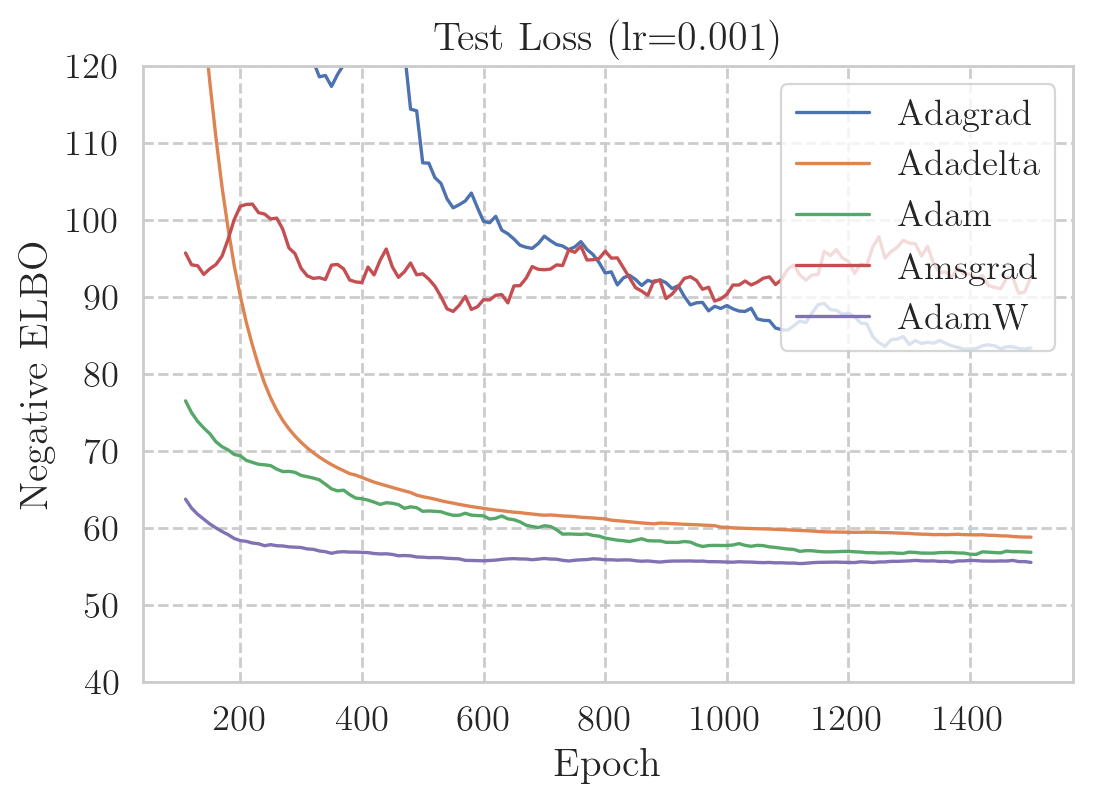 Test Loss (lr=0.001)
120
110
100
90
80
70
60
50
40
Negative ELBO
Adagrad
Adadelta
Adam
Amsgrad
AdamW
200 400 600 800 1000 1200 1400
Epoch